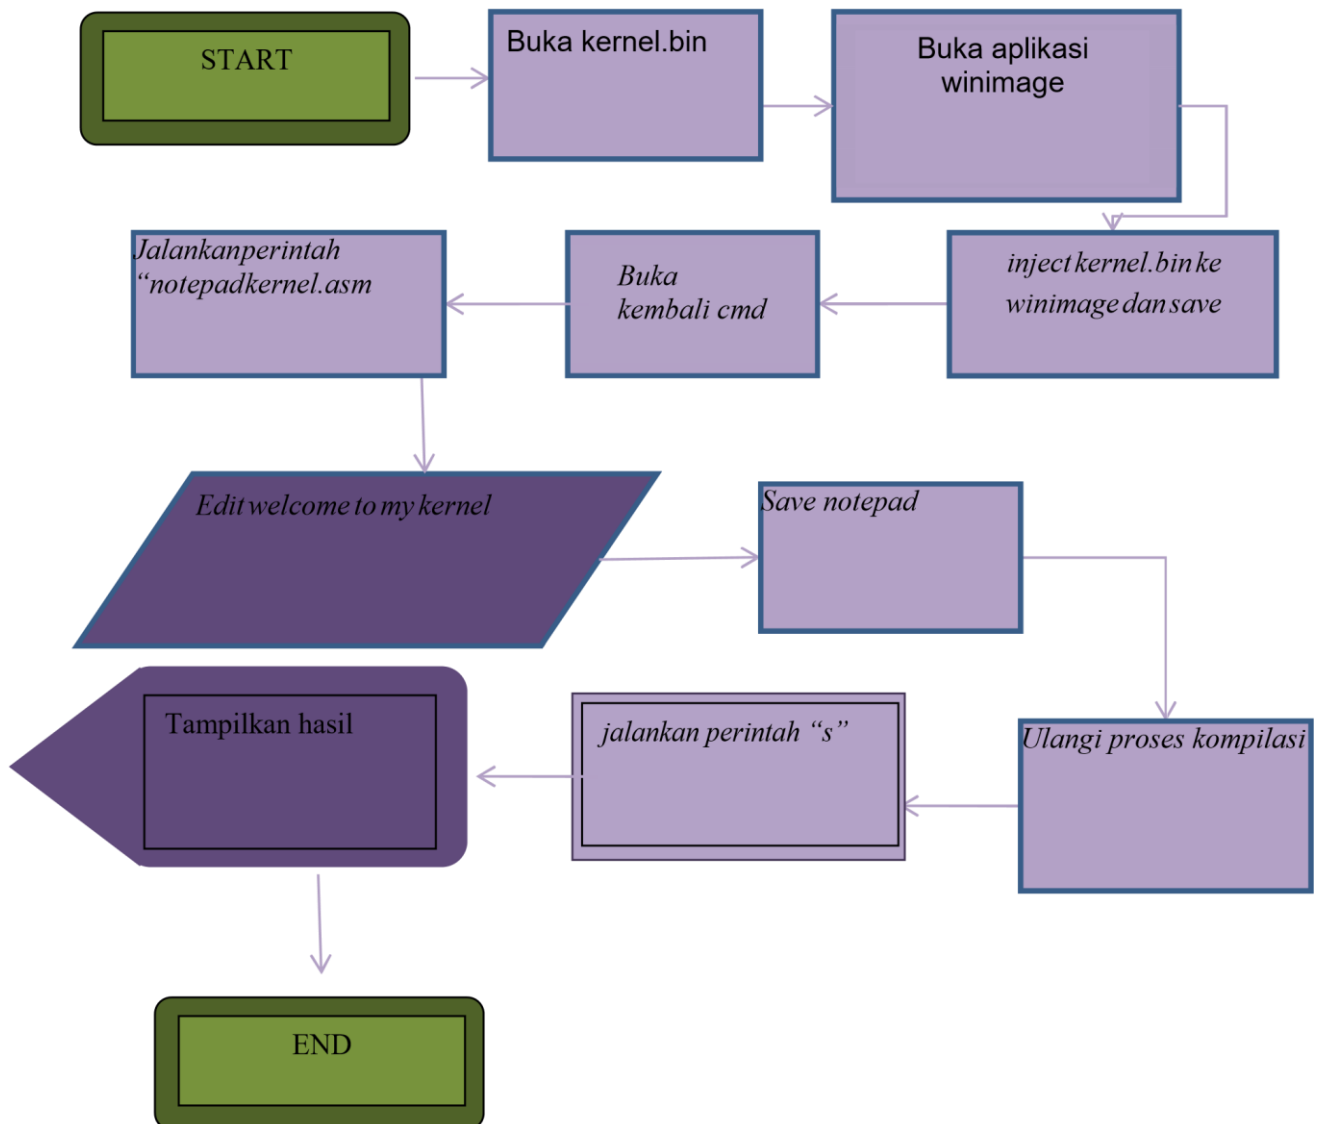 START
Buka kernel.bin
Buka aplikasi
winimage
inject kernel.bin ke
winimage dan save
Buka
kembali cmd
Jalankanperintah
“notepadkernel.asm
Edit welcome to my kernel
Save notepad
Ulangi proses kompilasi
jalankan perintah “s”
Tampilkan hasil
END